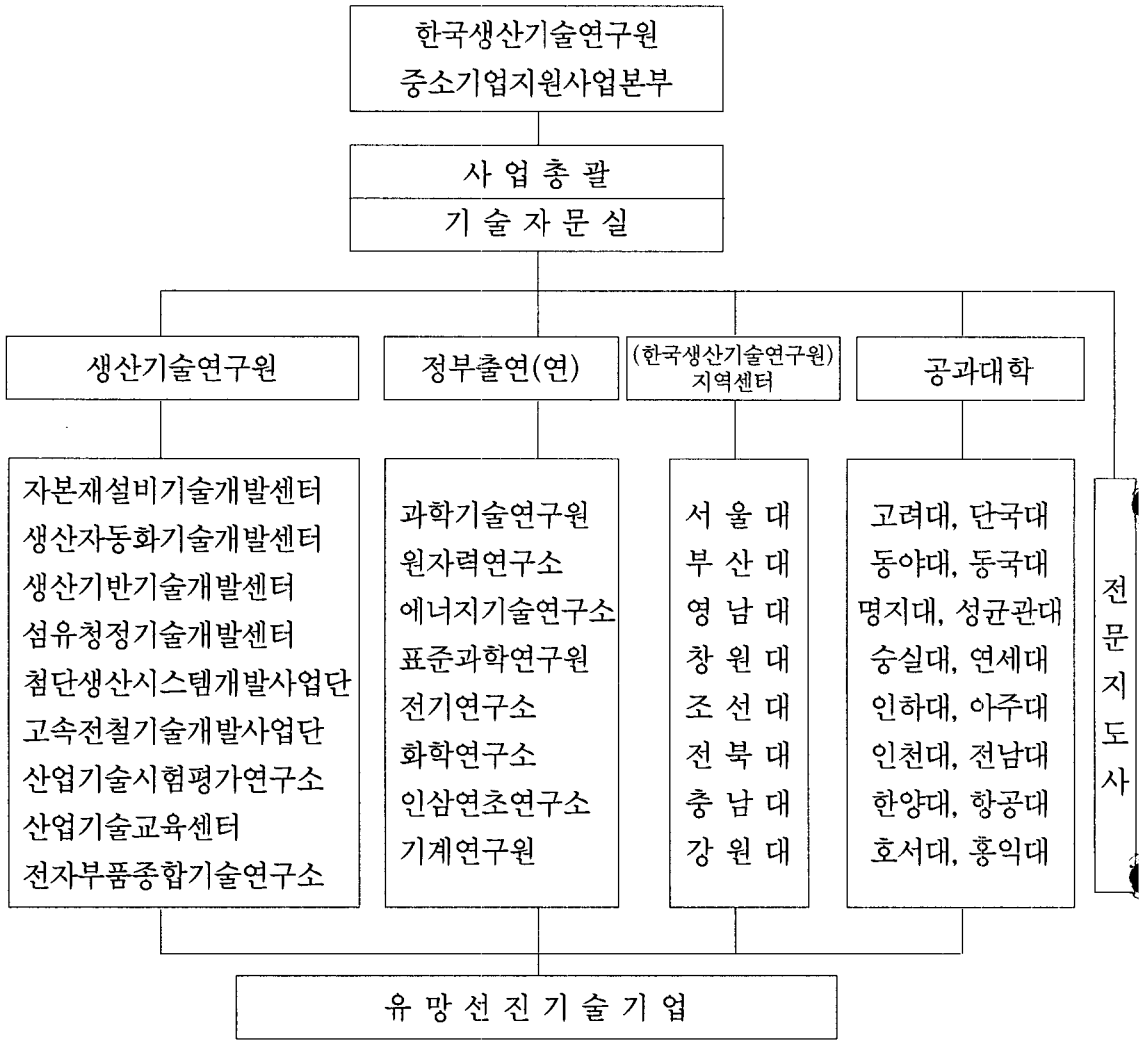 한국생산기술연구원
중소기업지원사업본부
사업총괄
기술자문실
생산기술연구원
정부출연(연)
(한국생산기술연구원)
지역센터
공과대학
자본재설비기술개발센터
생산자동화기술개발센터
생산기반기술개발센터
섬유청정기술개발센터
첨단생산시스템개발사업단
고속전철기술개발사업단
산업기술시험평가연구소
산업기술교육센터
전자부품종합기술연구소
과학기술연구원
원자력연구소
에너지기술연구소
표준과학연구원
전기연구소
화학연구소
인삼연초연구소
기계연구원
서울대
부산대
영남대
창원대
조선대
전북대
충남대
강원대
고려대, 단국대
동야대, 동국대
명지대, 성균관대
숭실대, 연세대
인하대, 아주대
인천대, 전남대
한양대, 항공대
호서대, 홍익대
전문지도사
유망선진기술기업